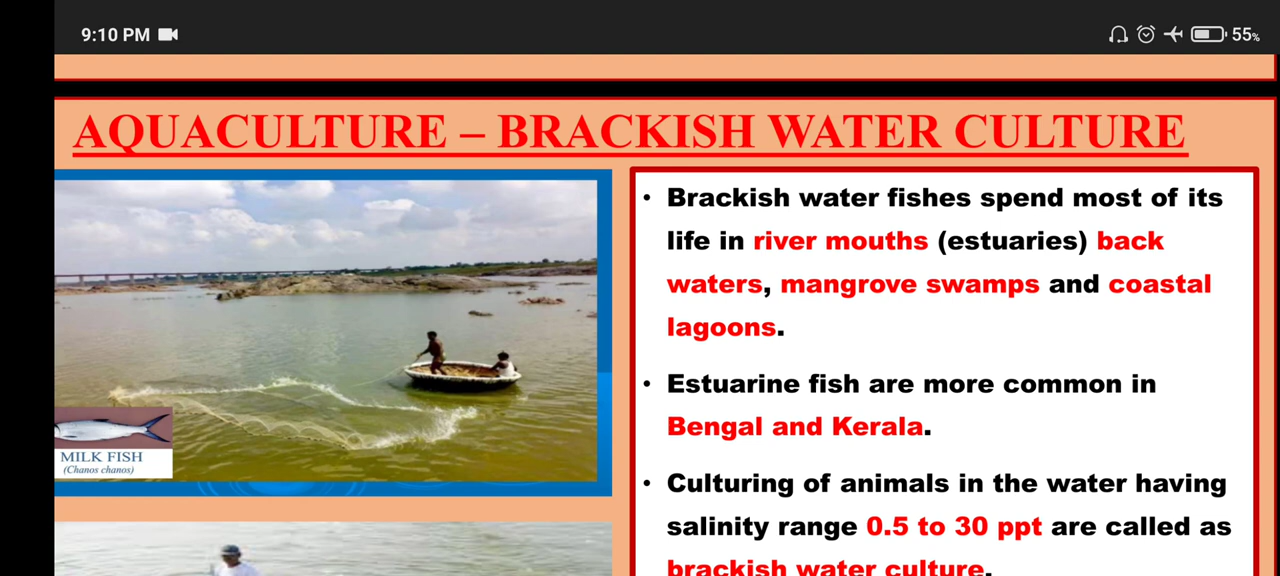 9:10 PM
55%
AQUACULTURE – BRACKISH WATER CULTURE
• Brackish water fishes spend most of its
life in river mouths (estuaries) back
waters, mangrove swamps and coastal
lagoons.
• Estuarine fish are more common in
Bengal and Kerala.
• Culturing of animals in the water having
salinity range 0.5 to 30 ppt are called as
brackish water culture.
MILK FISH
(Chanos chanos)